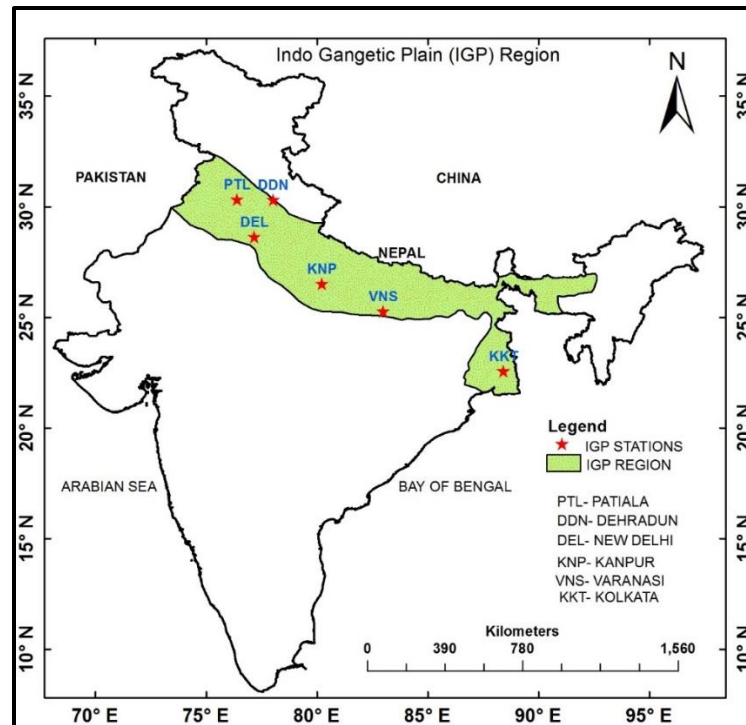 Indo Gangetic Plain (IGP) Region
N
35° N
35° N
PAKISTAN
CHINA
PTL DDN
30° N
30° N
DEL
NEPAL
KNP
VNS
25° N
25° N
KKT
Legend
IGP STATIONS
IGP REGION
20° N
20° N
ARABIAN SEA
BAY OF BENGAL
PTL- PATIALA
DDN- DEHRADUN
DEL- NEW DELHI
KNP- KANPUR
VNS- VARANASI
KKT- KOLKATA
15° N
15° N
Kilometers
0 390 780 1,560
10° N
10° N
70° E 75° E 80° E 85° E 90° E 95° E